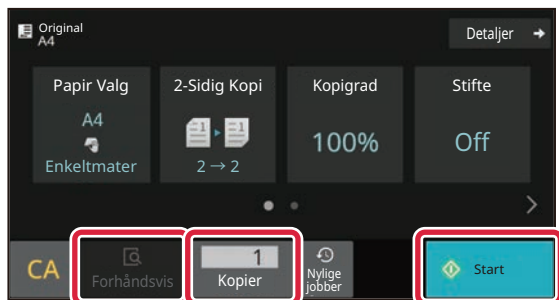 Original
A4
Detaljer
Papir Valg
A4
Enkeltmater
2-Sidig Kopi
2 → 2
Kopigrad
100%
Stifte
Off
CA
Forhåndsvis
1
Kopier
Nylige
jobber
Start